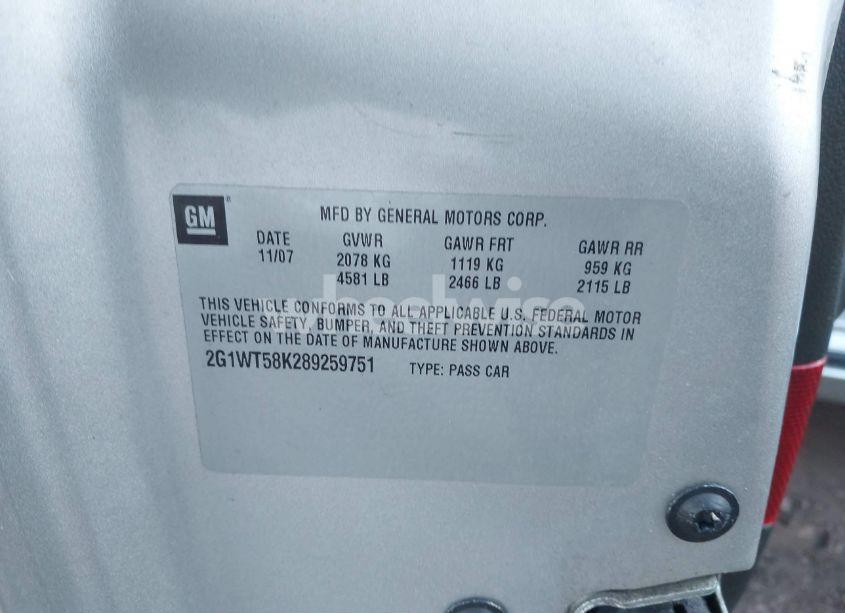 GM
MFD BY GENERAL MOTORS CORP.
DATE GVWR GAWR FRT GAWR RR
11/07 2078 KG 1119 KG 959 KG
4581 LB 2466 LB 2115 LB
THIS VEHICLE CONFORMS TO ALL APPLICABLE U.S. FEDERAL MOTOR
VEHICLE SAFETY, BUMPER, AND THEFT PREVENTION STANDARDS IN
EFFECT ON THE DATE OF MANUFACTURE SHOWN ABOVE.
2G1WT58K289259751 TYPE: PASS CAR